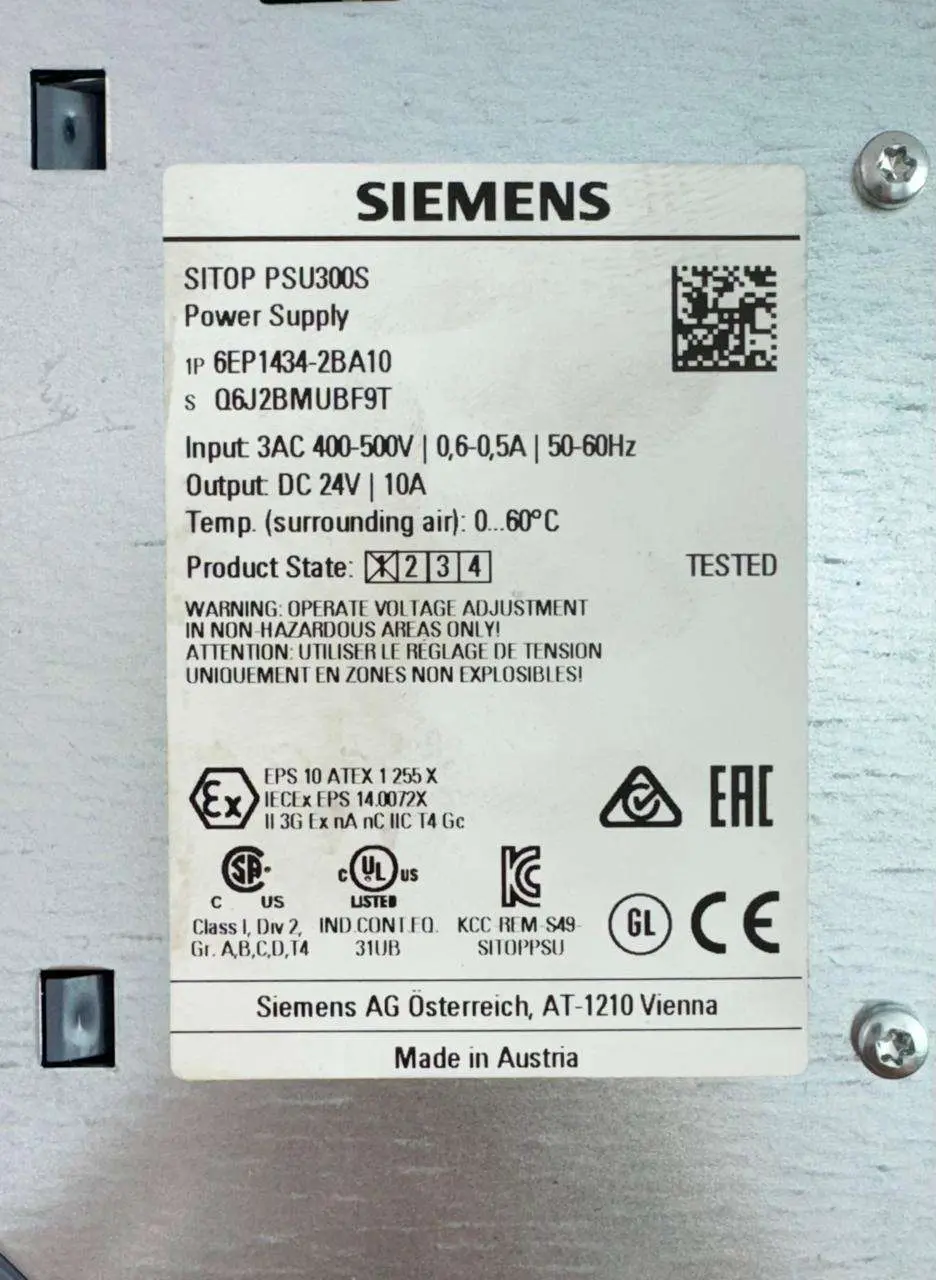 SIEMENS
SITOP PSU300S
Power Supply
1P 6EP1434-2BA10
S Q6J2BMUBF9T
Input: 3AC 400-500V | 0,6-0,5A | 50-60Hz
Output: DC 24V | 10A
Temp. (surrounding air): 0...60°C
Product State: 1 2 3 4 TESTED
WARNING: OPERATE VOLTAGE ADJUSTMENT
IN NON-HAZARDOUS AREAS ONLY!
ATTENTION: UTILISER LE RÉGLAGE DE TENSION
UNIQUEMENT EN ZONES NON EXPLOSIBLES!
Ex EPS 10 ATEX 1 255 X
IECEx EPS 14.0072X
II 3G Ex nA nC IIC T4 Gc
EAC
SA C US
c UL US LISTED
KC
Class I, Div 2, IND.CONT.EQ. KCC-REM-S49-
Gr. A,B,C,D,T4 31UB SITOPPSU
GL CE
Siemens AG Österreich, AT-1210 Vienna
Made in Austria